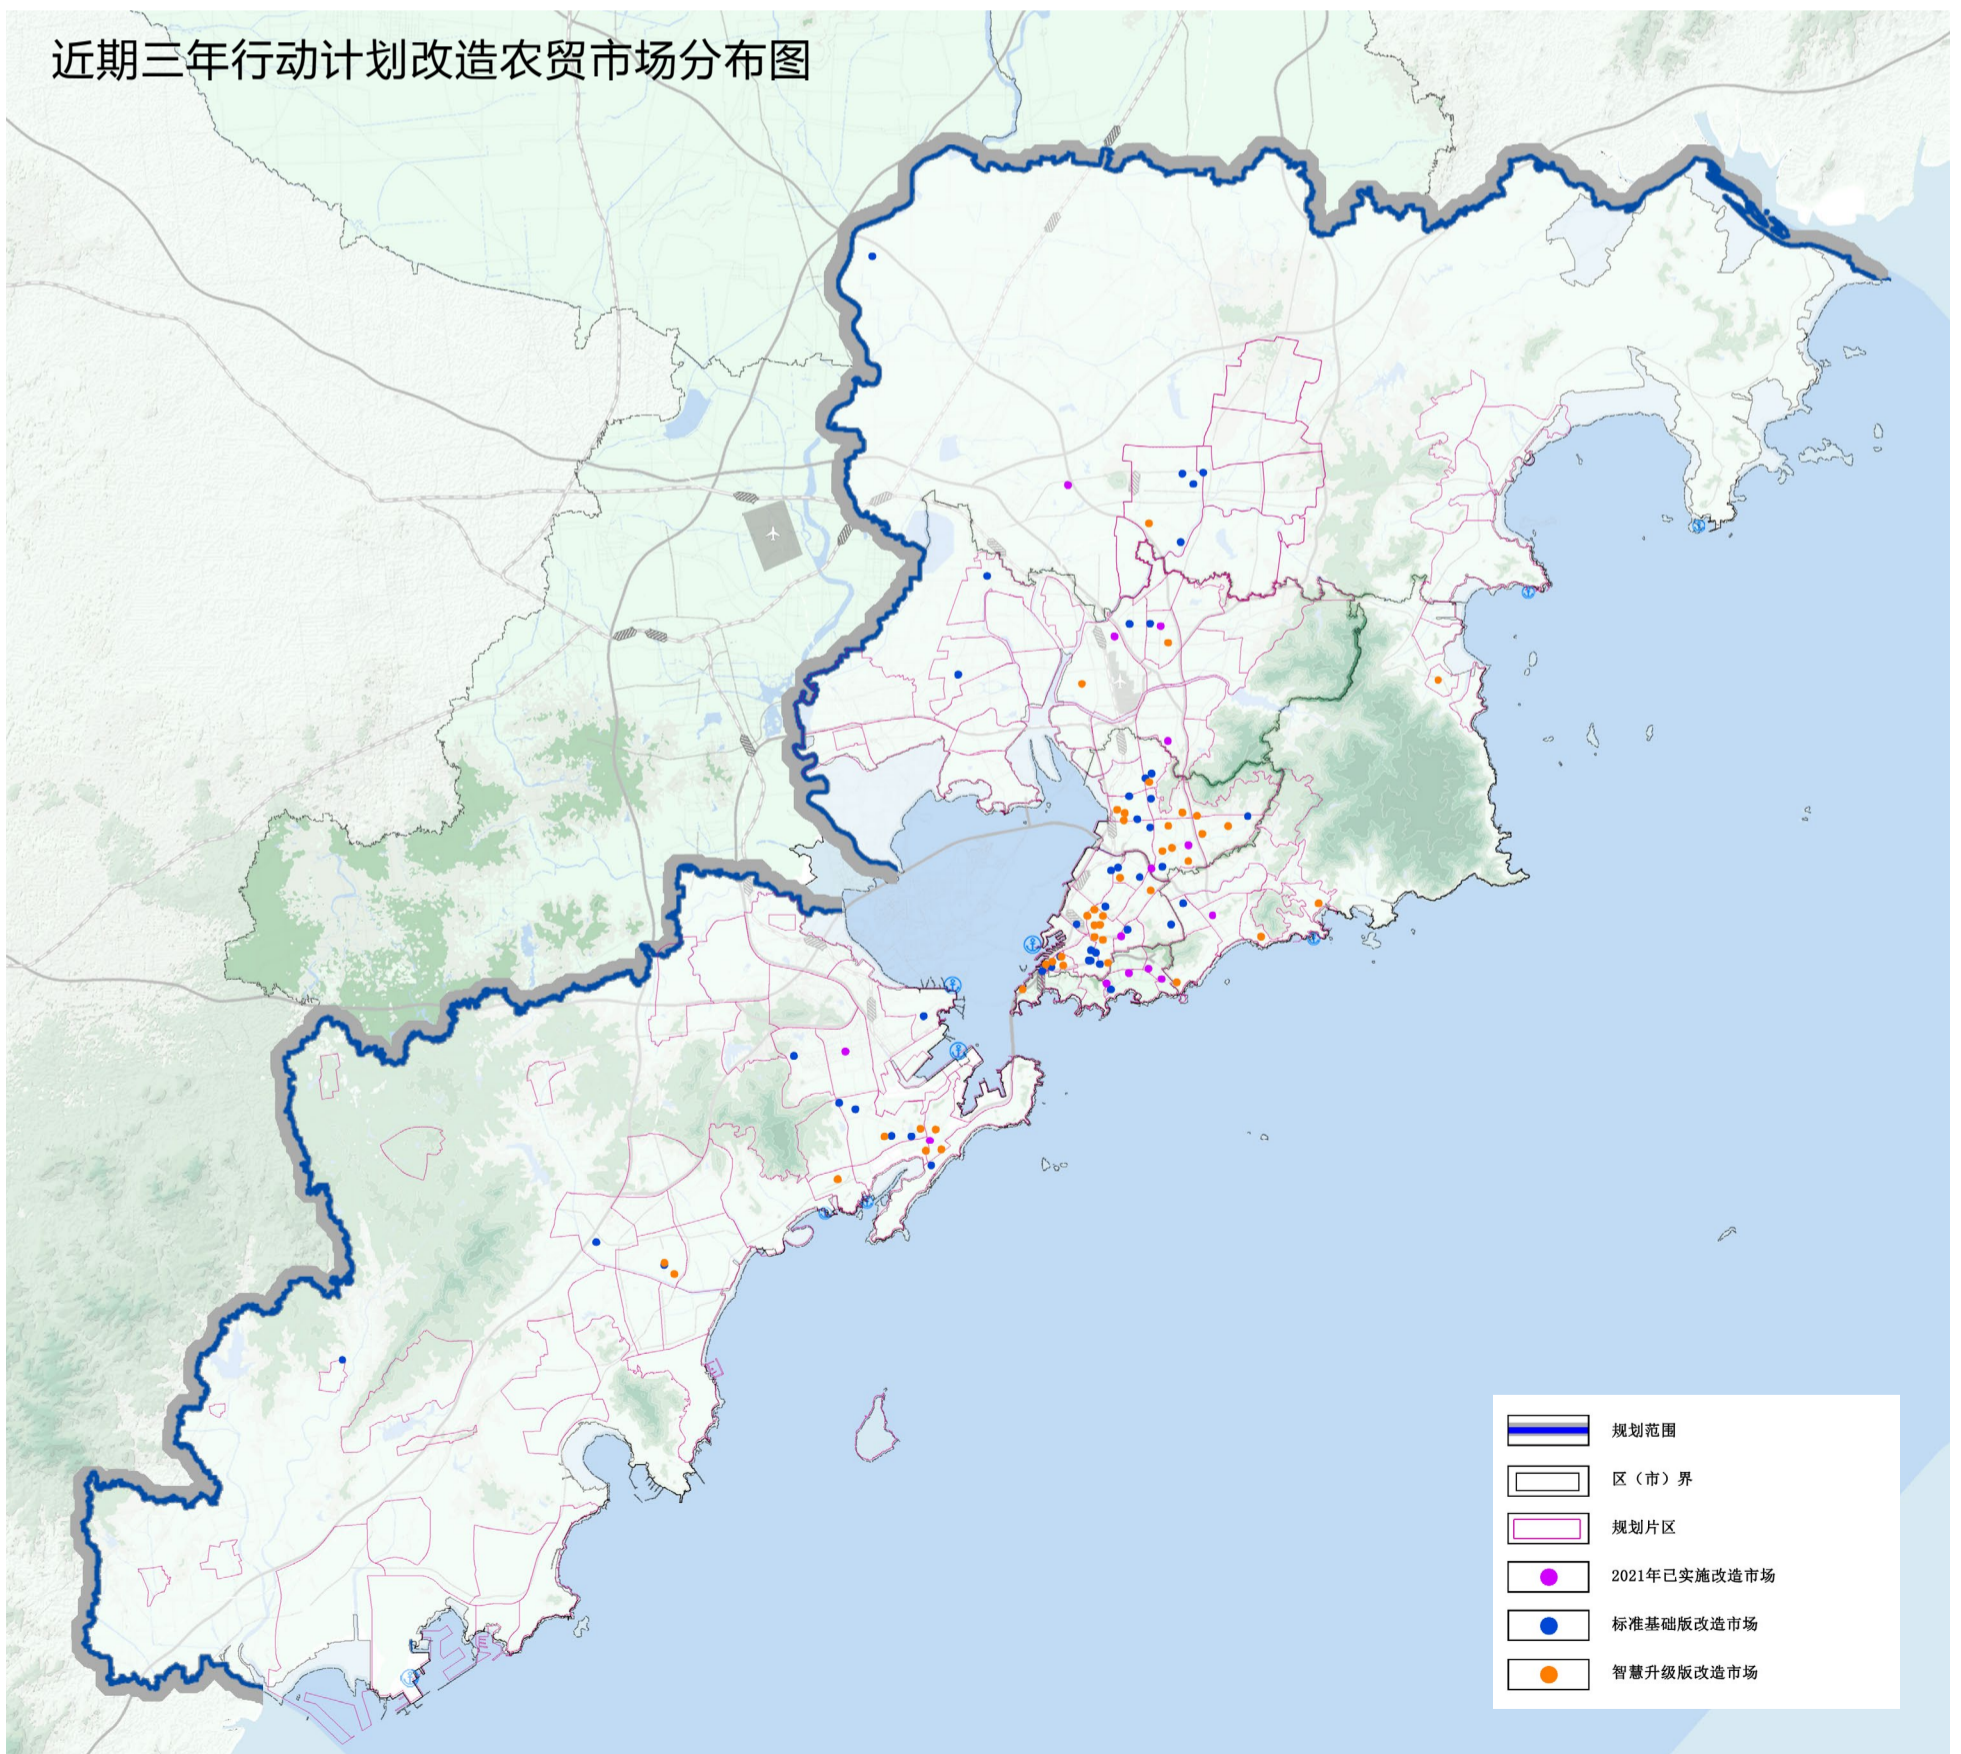 近期三年行动计划改造农贸市场分布图
规划范围
区（市）界
规划片区
2021年已实施改造市场
标准基础版改造市场
智慧升级版改造市场